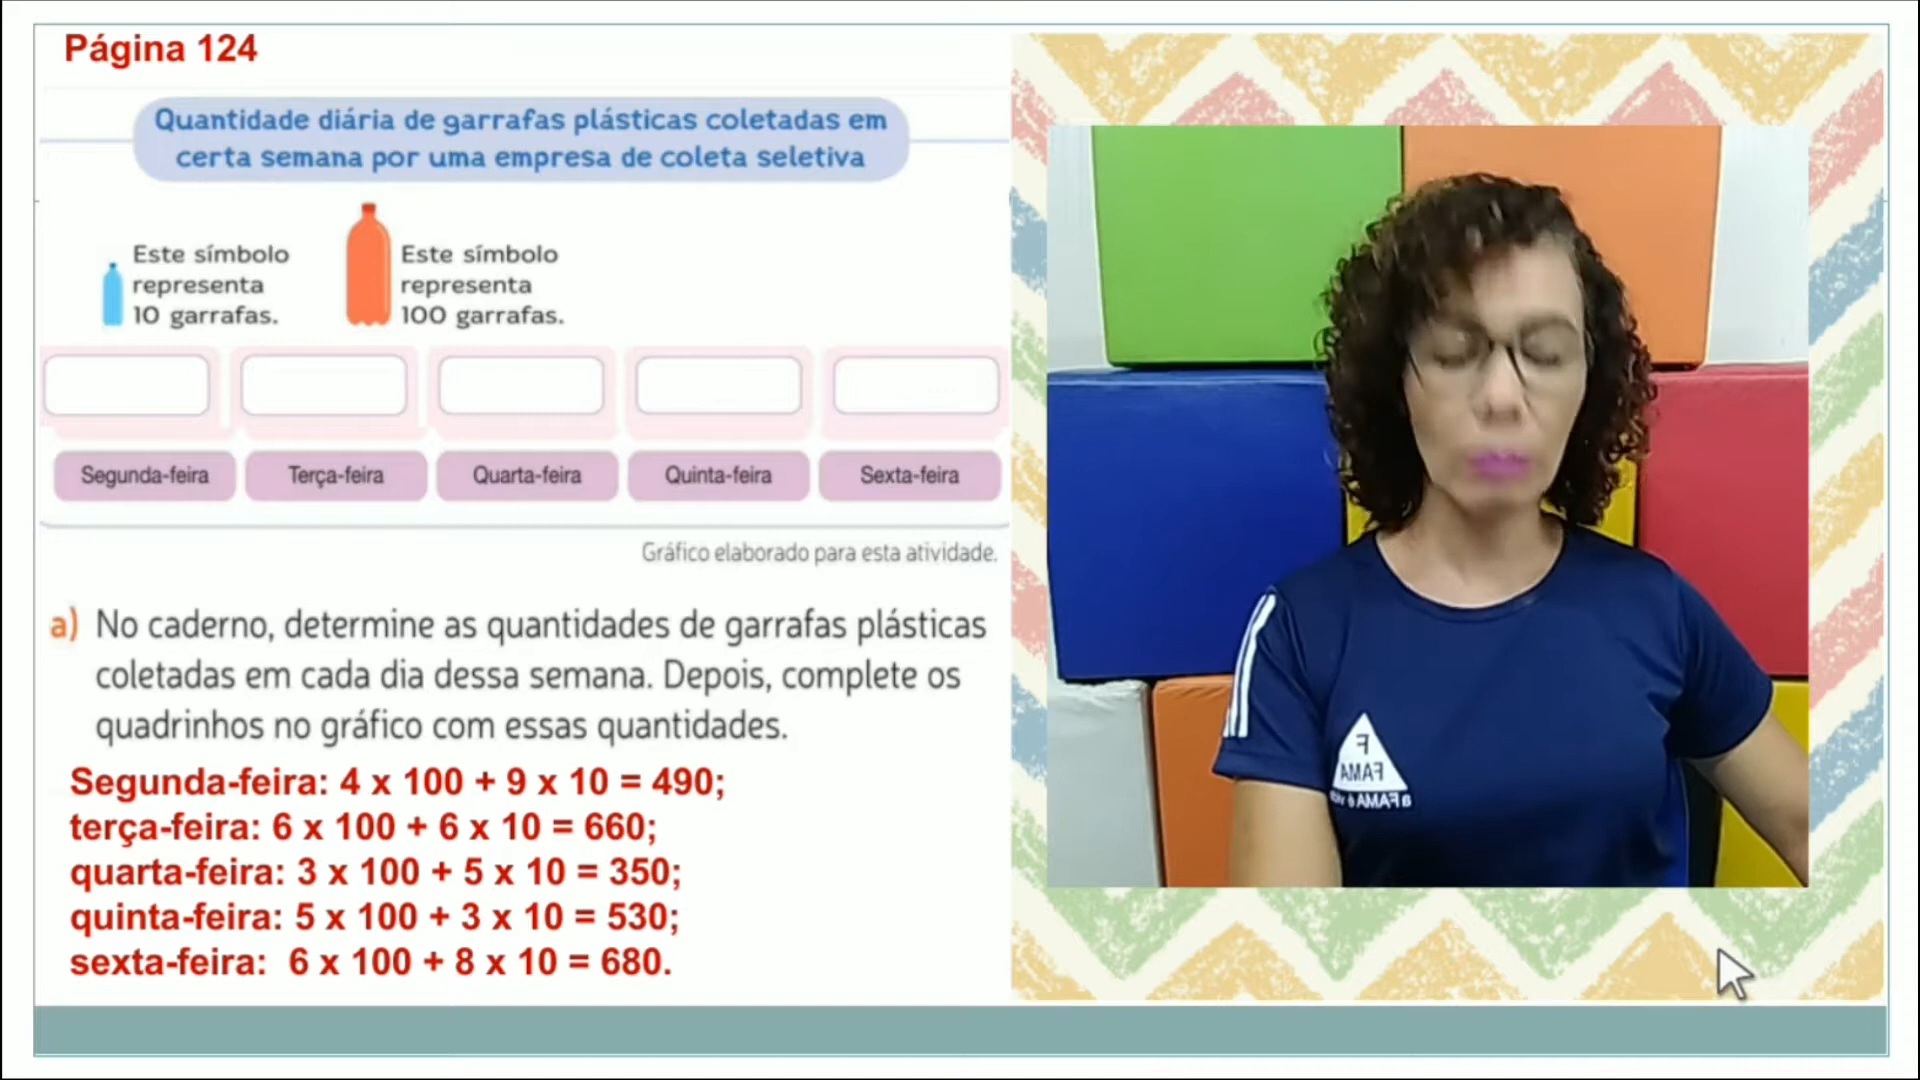 Página 124
Quantidade diária de garrafas plásticas coletadas em
certa semana por uma empresa de coleta seletiva
Este símbolo
representa
10 garrafas.
Este símbolo
representa
100 garrafas.
Segunda-feira
Terça-feira
Quarta-feira
Quinta-feira
Sexta-feira
Gráfico elaborado para esta atividade.
a) No caderno, determine as quantidades de garrafas plásticas
coletadas em cada dia dessa semana. Depois, complete os
quadrinhos no gráfico com essas quantidades.
Segunda-feira: 4 x 100 + 9 x 10 = 490;
terça-feira: 6 x 100 + 6 x 10 = 660;
quarta-feira: 3 x 100 + 5 x 10 = 350;
quinta-feira: 5 x 100 + 3 x 10 = 530;
sexta-feira: 6 x 100 + 8 x 10 = 680.
F
FAMA
a FAMA é